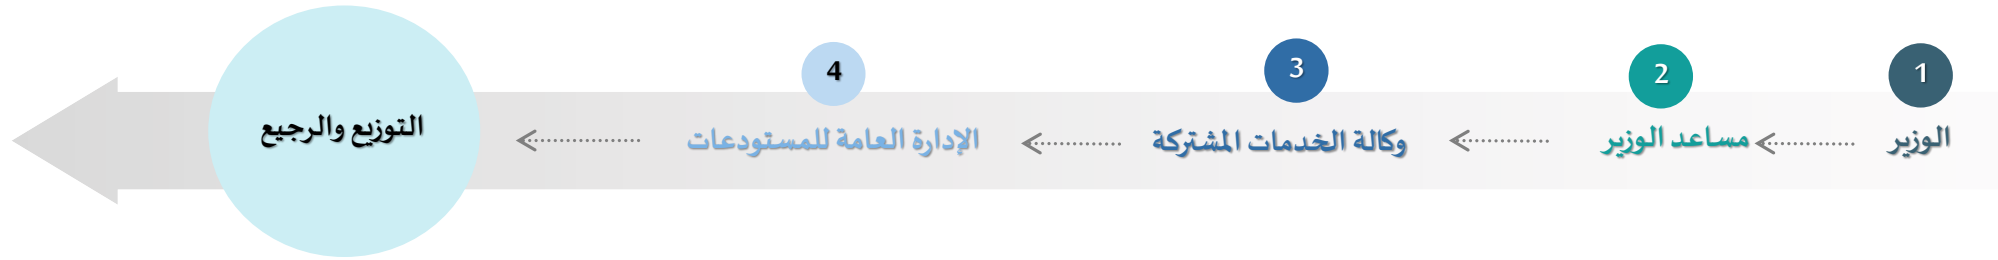 1
الوزير
2
مساعد الوزير
3
وكالة الخدمات المشتركة
4
الإدارة العامة للمستودعات
التوزيع والرجيع